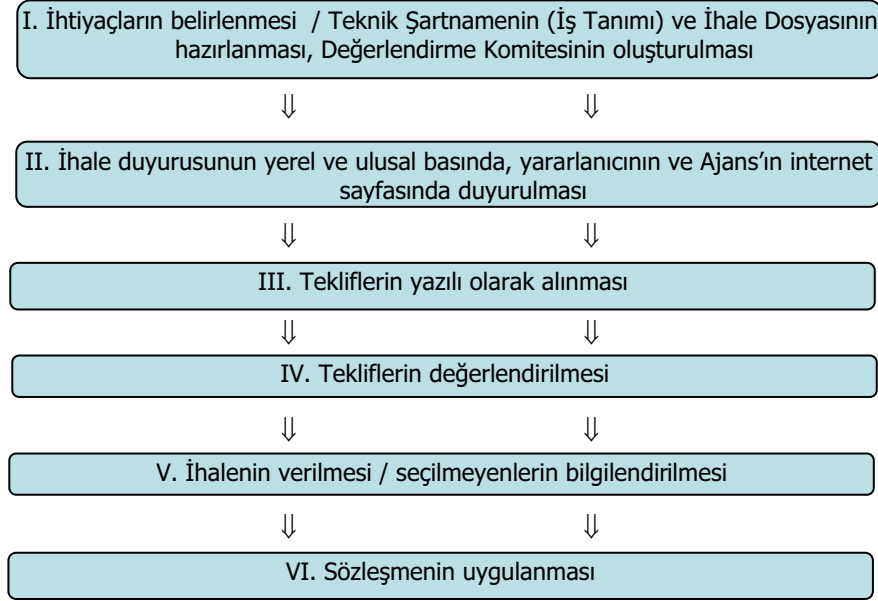 I. İhtiyaçların belirlenmesi / Teknik Şartnamenin (İş Tanımı) ve İhale Dosyasının
hazırlanması, Değerlendirme Komitesinin oluşturulması
⇓ ⇓
II. İhale duyurusunun yerel ve ulusal basında, yararlanıcının ve Ajans’ın internet
sayfasında duyurulması
⇓ ⇓
III. Tekliflerin yazılı olarak alınması
⇓ ⇓
IV. Tekliflerin değerlendirilmesi
⇓ ⇓
V. İhalenin verilmesi / seçilmeyenlerin bilgilendirilmesi
⇓ ⇓
VI. Sözleşmenin uygulanması